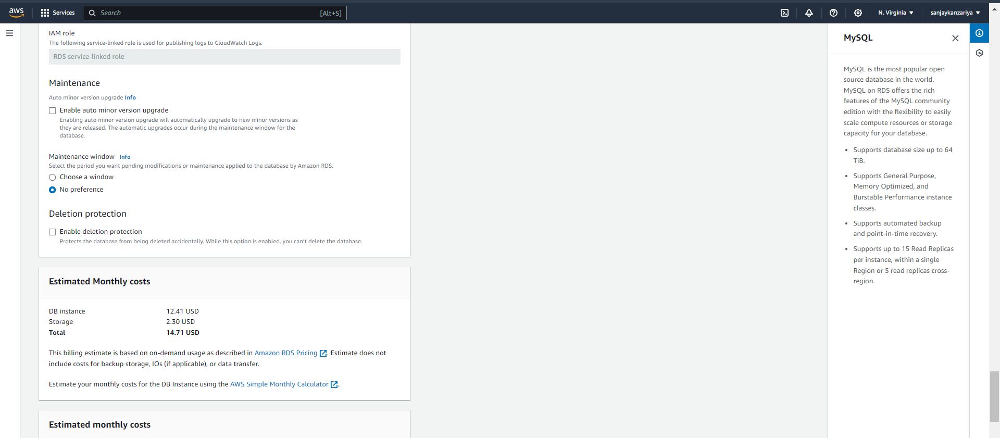 aws
Services
Search
[Alt+S]
N. Virginia
sanjaykanzariya
IAM role
The following service-linked role is used for publishing logs to CloudWatch Logs.
RDS service-linked role
Maintenance
Auto minor version upgrade Info
Enable auto minor version upgrade
Enabling auto minor version upgrade will automatically upgrade to new minor versions as
they are released. The automatic upgrades occur during the maintenance window for the
database.
Maintenance window Info
Select the period you want pending modifications or maintenance applied to the database by Amazon RDS.
Choose a window
No preference
Deletion protection
Enable deletion protection
Protects the database from being deleted accidentally. While this option is enabled, you can't delete the database.
Estimated Monthly costs
DB instance 12.41 USD
Storage 2.30 USD
Total 14.71 USD
This billing estimate is based on on-demand usage as described in Amazon RDS Pricing. Estimate does not
include costs for backup storage, IOs (if applicable), or data transfer.
Estimate your monthly costs for the DB Instance using the AWS Simple Monthly Calculator.
Estimated monthly costs
MySQL
MySQL is the most popular open
source database in the world.
MySQL on RDS offers the rich
features of the MySQL community
edition with the flexibility to easily
scale compute resources or storage
capacity for your database.
• Supports database size up to 64
TiB.
• Supports General Purpose,
Memory Optimized, and
Burstable Performance instance
classes.
• Supports automated backup
and point-in-time recovery.
• Supports up to 15 Read Replicas
per instance, within a single
Region or 5 read replicas cross-
region.